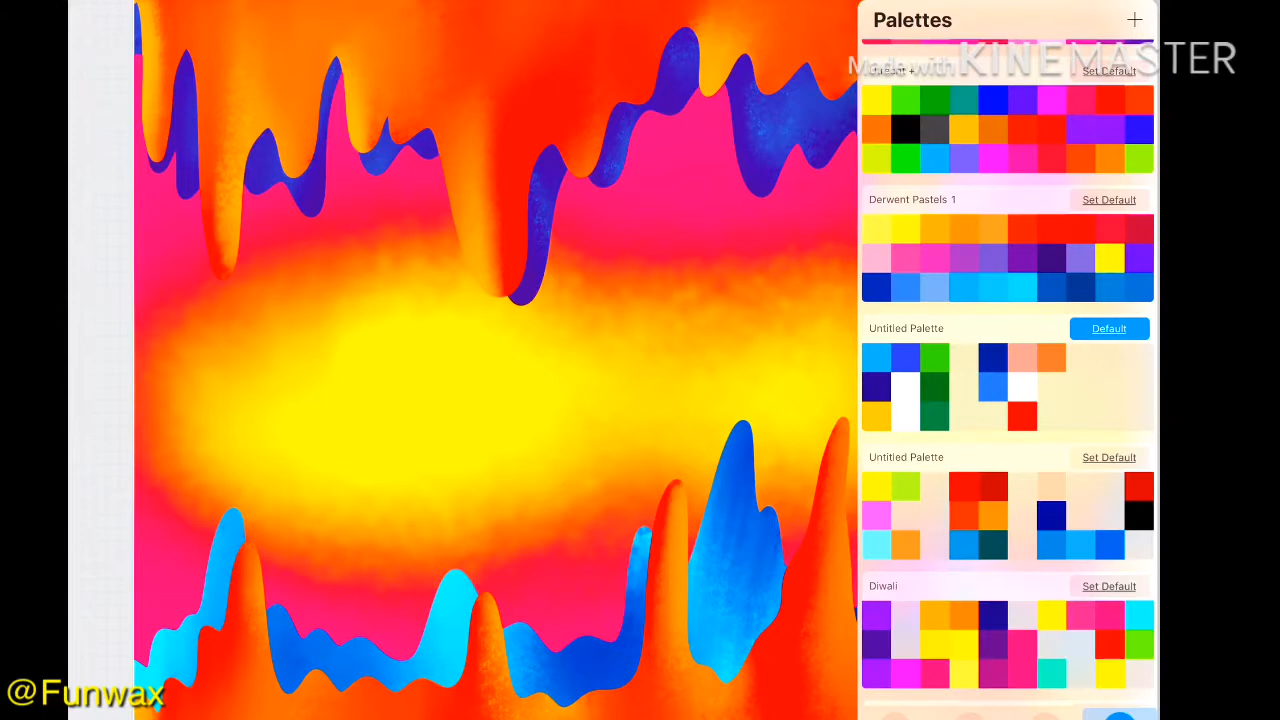 Palettes
Made with KINEMASTER
Set Default
Derwent Pastels 1
Set Default
Untitled Palette
Default
Untitled Palette
Set Default
Diwali
Set Default
@Funwax